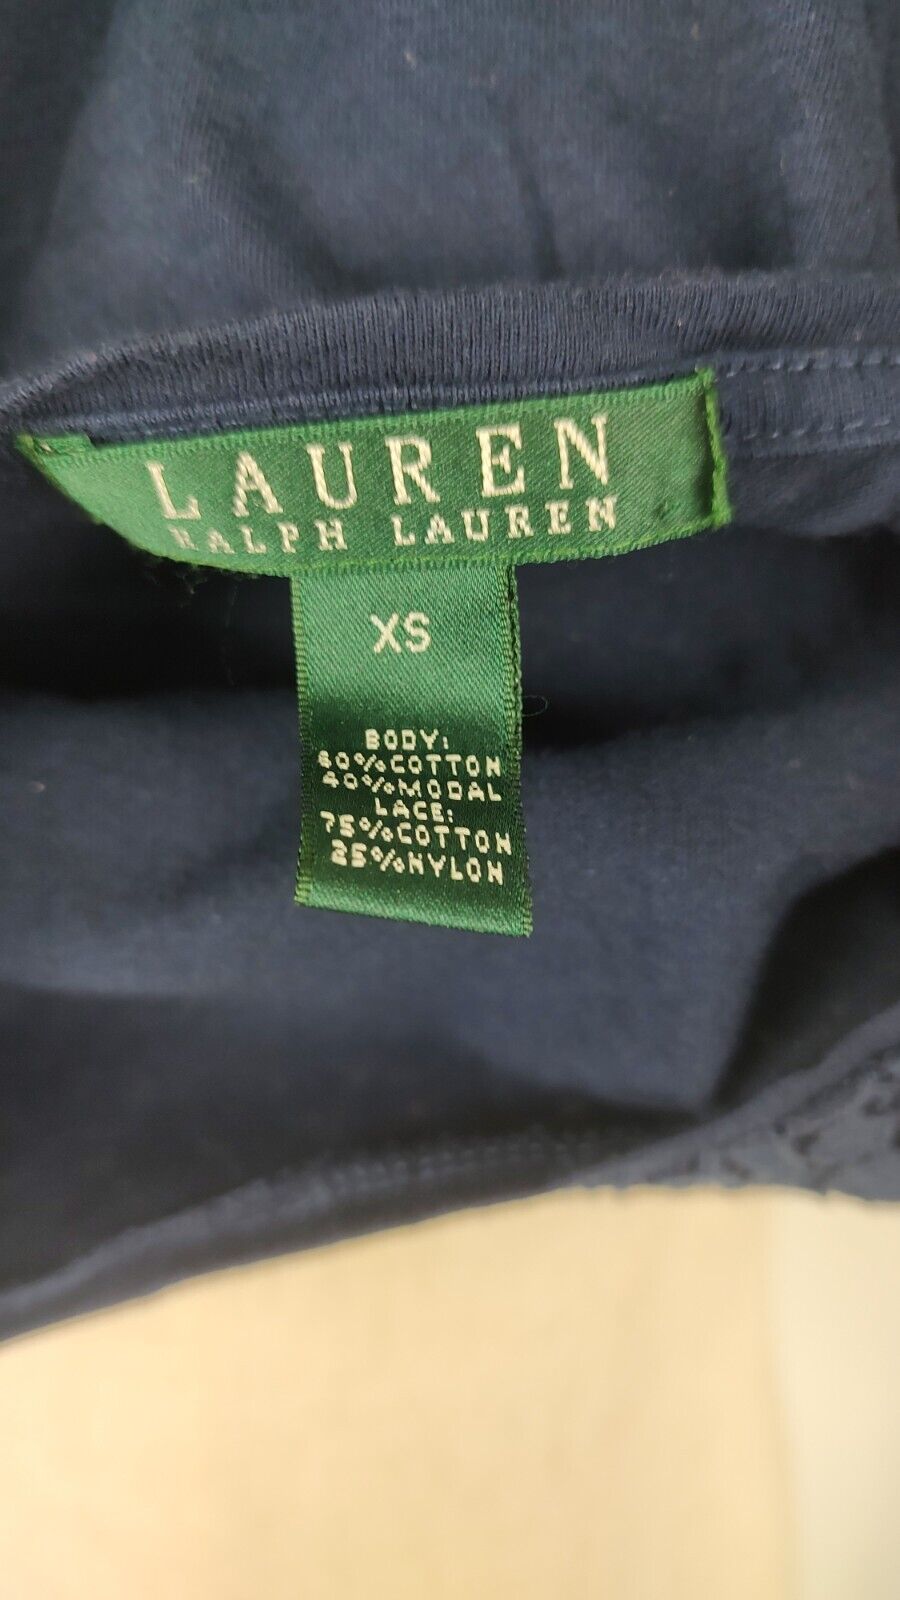 LAUREN
RALPH LAUREN
XS
BODY:
60%COTTON
40%MODAL
LACE:
75%COTTON
25%NYLON